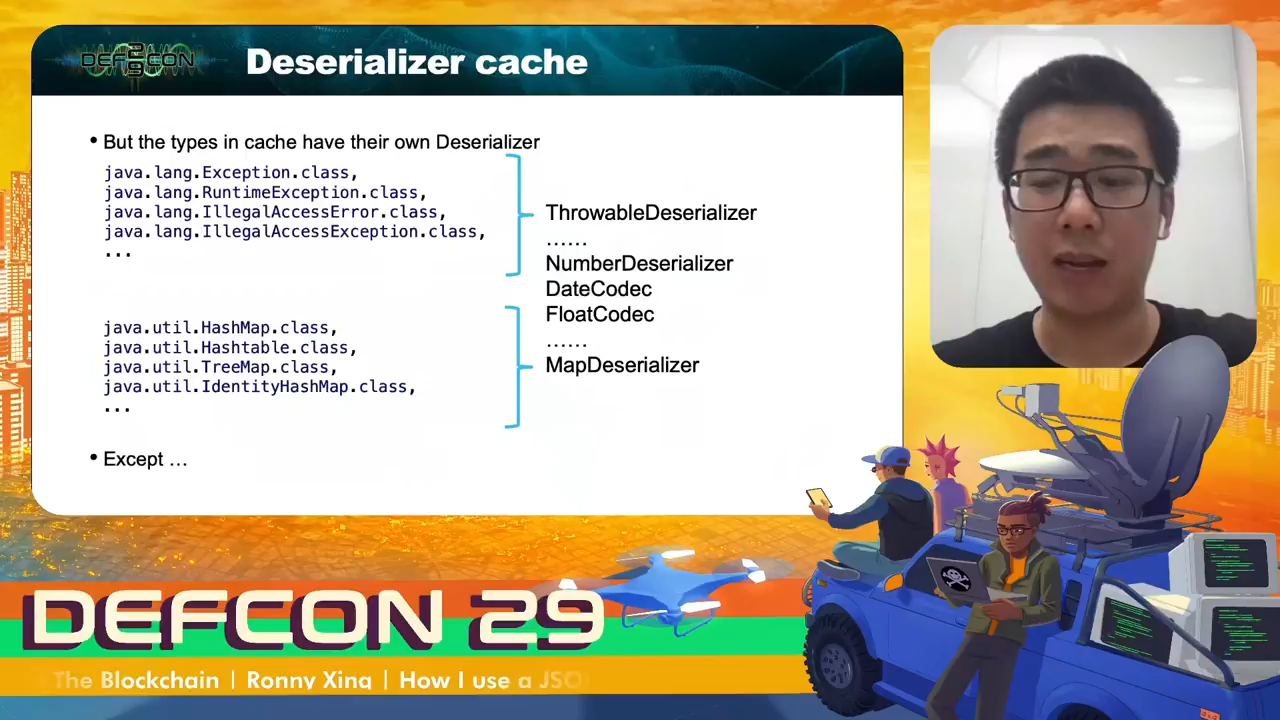 DEF CON 29
Deserializer cache
• But the types in cache have their own Deserializer
java.lang.Exception.class,
java.lang.RuntimeException.class,
java.lang.IllegalAccessError.class,
java.lang.IllegalAccessException.class,
...
ThrowableDeserializer
......
NumberDeserializer
DateCodec
FloatCodec
......
MapDeserializer
java.util.HashMap.class,
java.util.Hashtable.class,
java.util.TreeMap.class,
java.util.IdentityHashMap.class,
...
• Except ...
DEFCON 29
The Blockchain | Ronny Xing | How I use a JSO